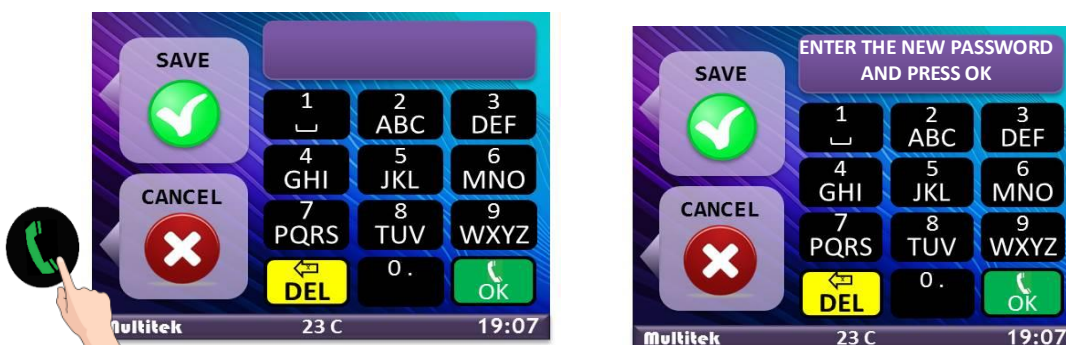 SAVE
1 2 3
ABC DEF
4 5 6
GHI JKL MNO
CANCEL
7 8 9
PQRS TUV WXYZ
0 .
DEL OK
Multitek 23 C 19:07
ENTER THE NEW PASSWORD
AND PRESS OK
SAVE
1 2 3
ABC DEF
4 5 6
GHI JKL MNO
CANCEL
7 8 9
PQRS TUV WXYZ
0 .
DEL OK
Multitek 23 C 19:07